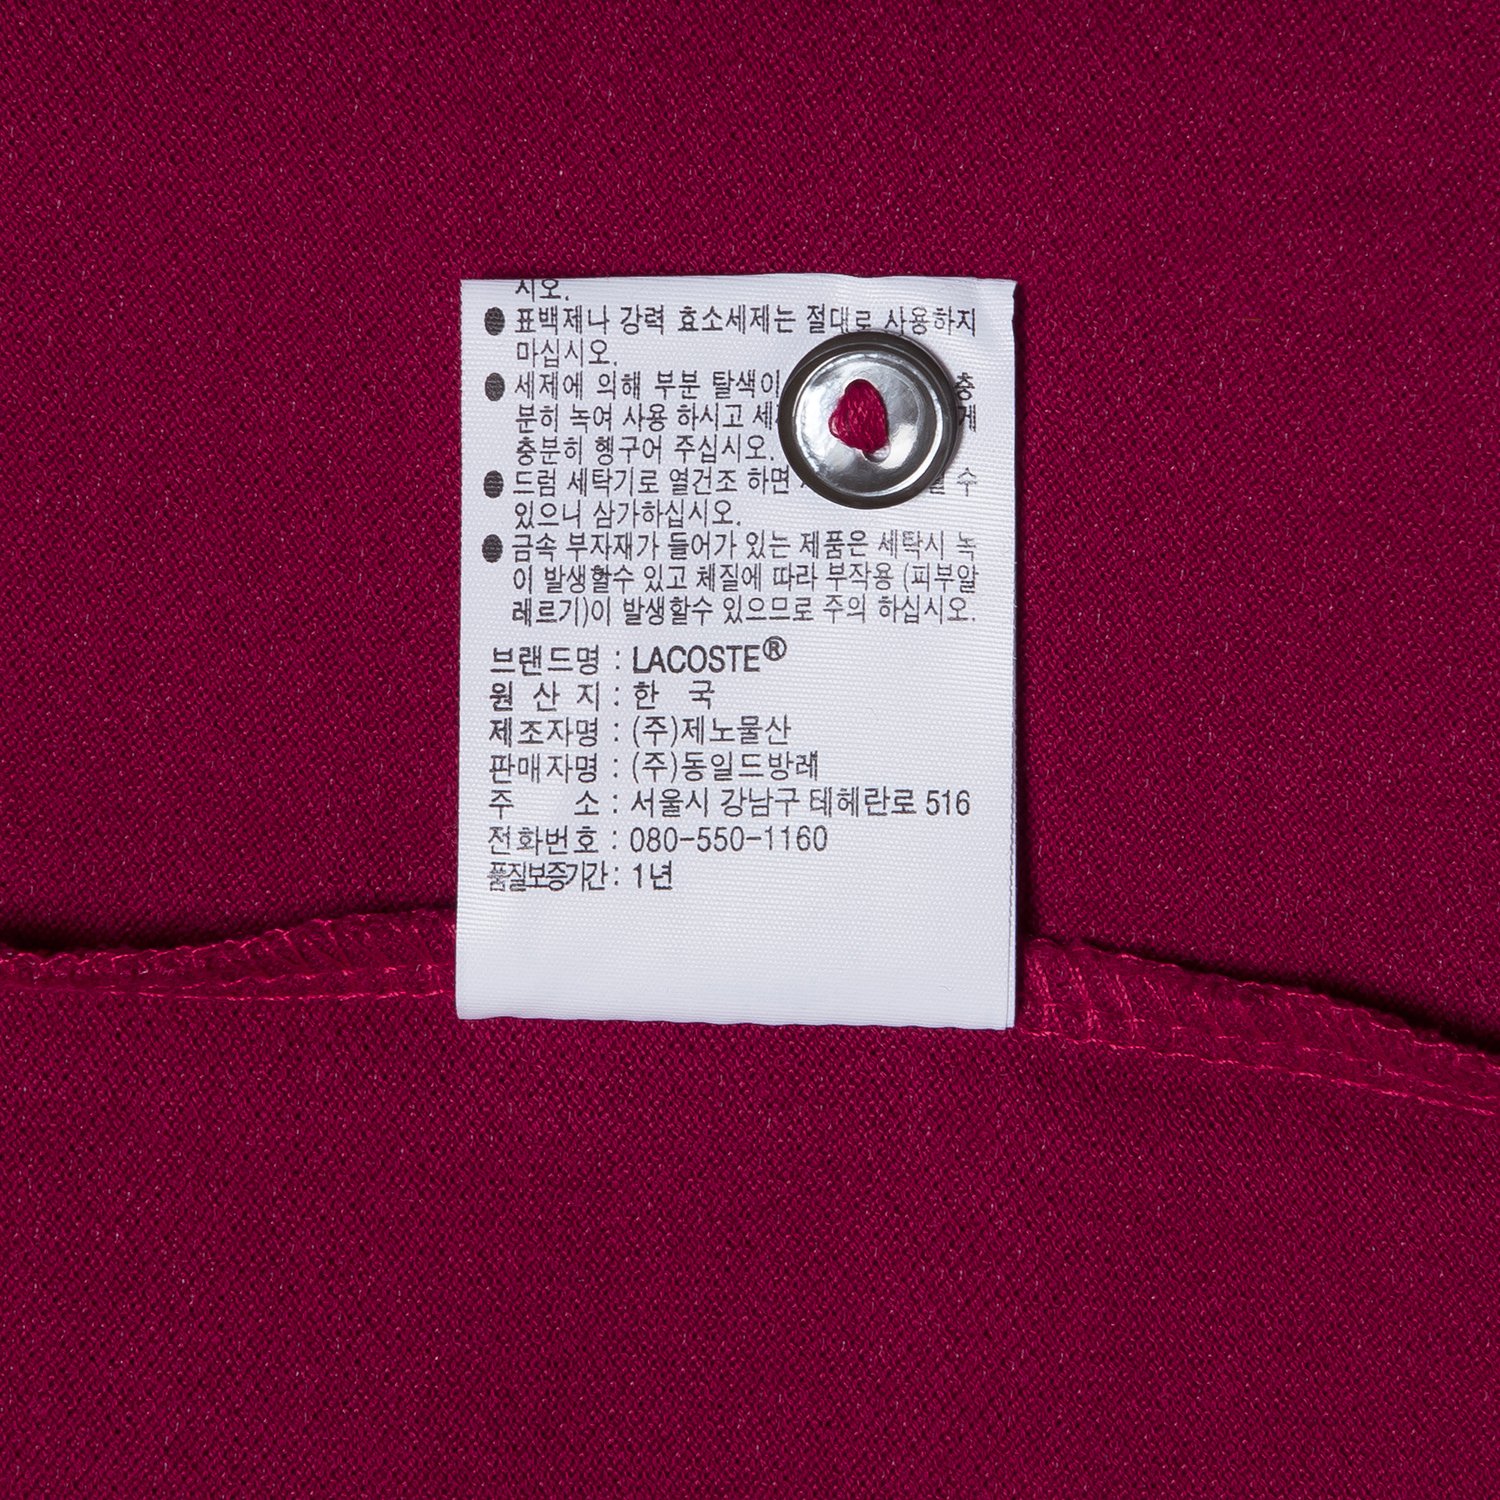 시오.
● 표백제나 강력 효소세제는 절대로 사용하지
마십시오.
● 세제에 의해 부분 탈색이 충
분히 녹여 사용 하시고 게
충분히 헹구어 주십시오.
● 드럼 세탁기로 열건조 하면 수
있으니 삼가하십시오.
● 금속 부자재가 들어가 있는 제품은 세탁시 녹
이 발생할수 있고 체질에 따라 부작용 (피부알
레르기)이 발생할수 있으므로 주의 하십시오.
브랜드명 : LACOSTE®
원 산 지 : 한 국
제조자명 : (주)제노물산
판매자명 : (주)동일드방레
주 소 : 서울시 강남구 테헤란로 516
전화번호 : 080-550-1160
품질보증기간 : 1년